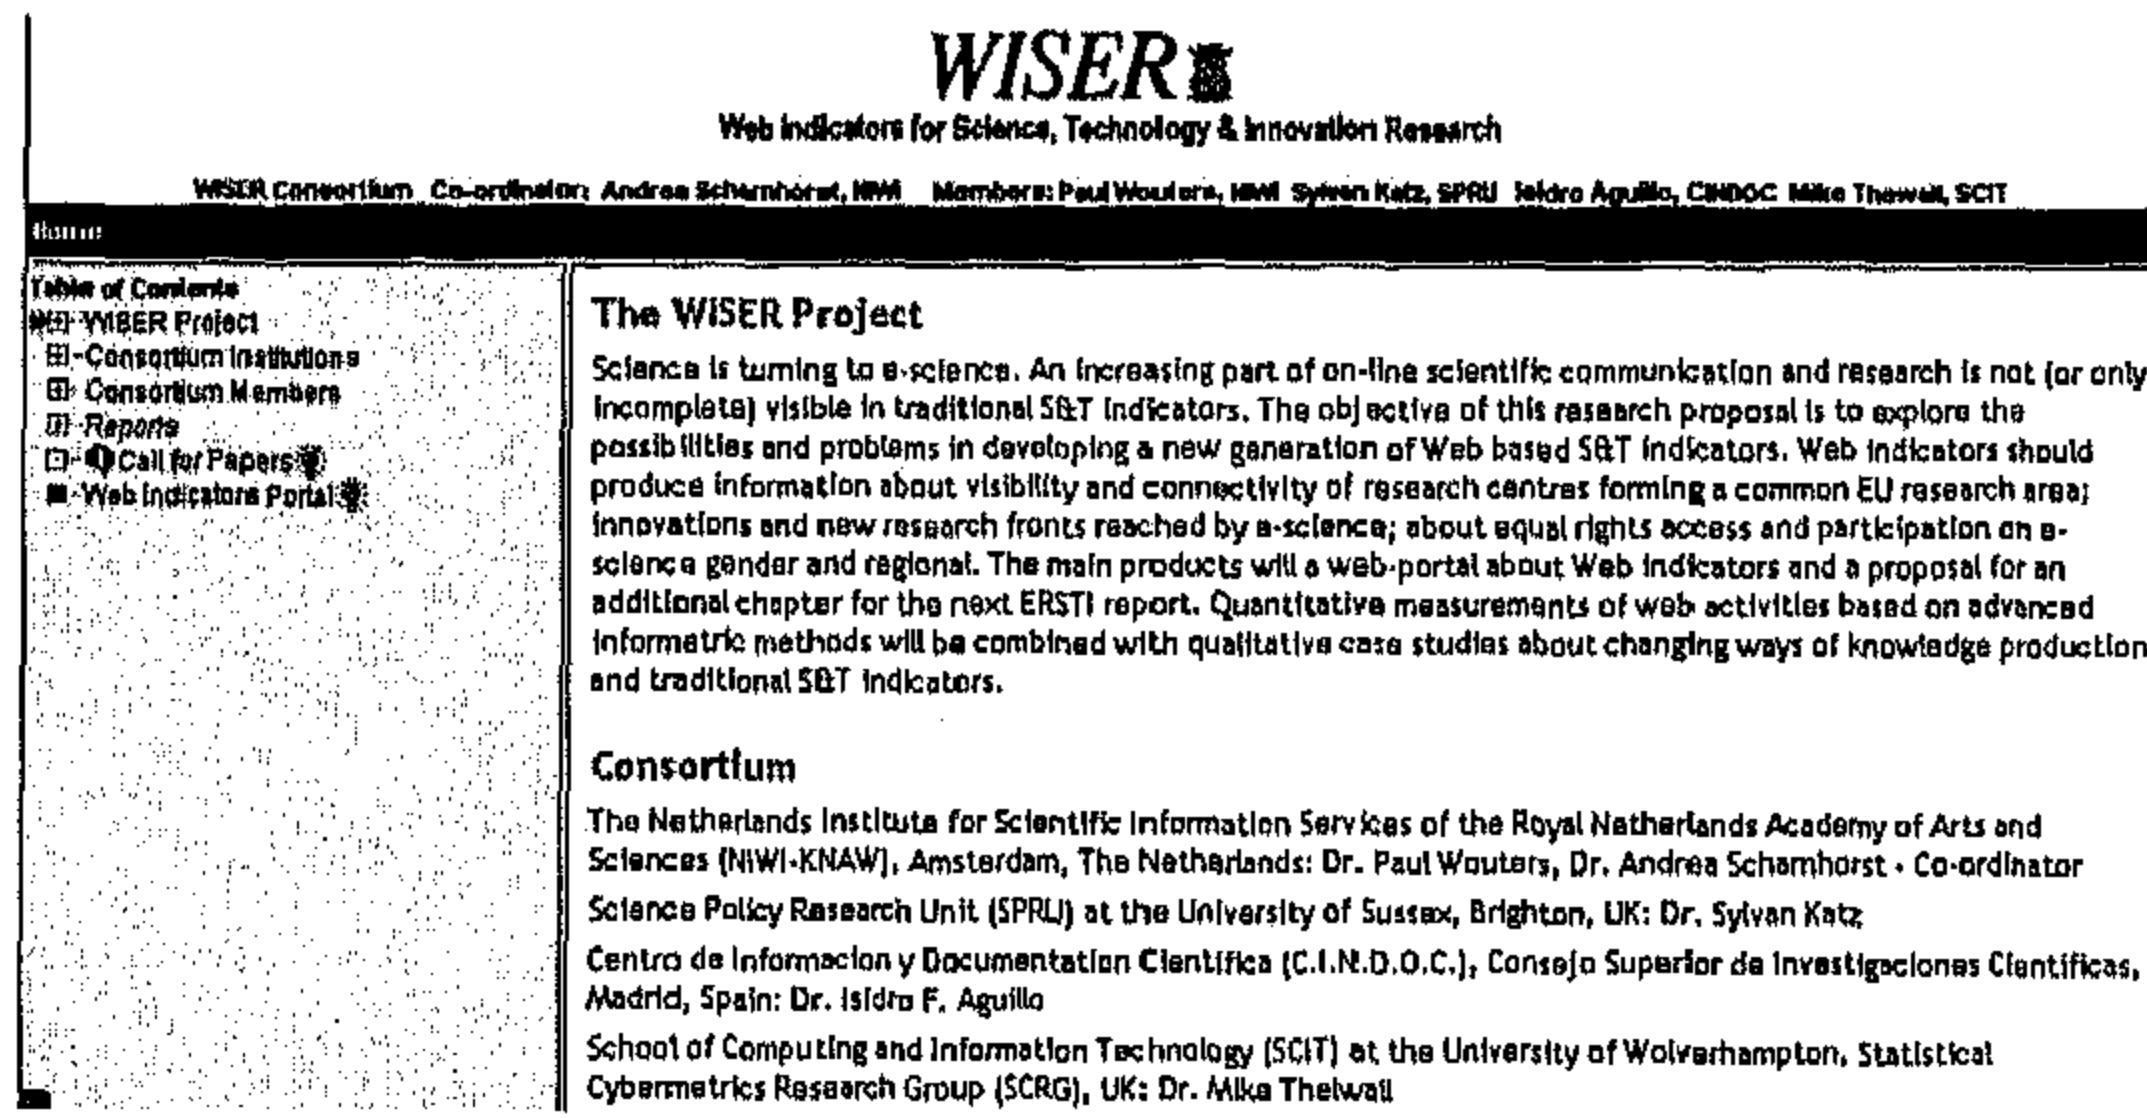 WISER
Web Indicators for Science, Technology & Innovation Research
WISER Consortium Co-ordinator: Andrea Scharnhorst, NIWI Members: Paul Wouters, NIWI Sylvan Katz, SPRU Isidro Aguillo, CINDOC Mike Thelwall, SCIT
Home
Table of Contents
WISER Project
Consortium Institutions
Consortium Members
Reports
Call for Papers
Web Indicators Portal
The WISER Project
Science is turning to e-science. An increasing part of on-line scientific communication and research is not (or only
incomplete) visible in traditional S&T indicators. The objective of this research proposal is to explore the
possibilities and problems in developing a new generation of Web based S&T indicators. Web indicators should
produce information about visibility and connectivity of research centres forming a common EU research area;
innovations and new research fronts reached by e-science; about equal rights access and participation on e-
science gender and regional. The main products will a web-portal about Web indicators and a proposal for an
additional chapter for the next ERSTI report. Quantitative measurements of web activities based on advanced
informetric methods will be combined with qualitative case studies about changing ways of knowledge production
and traditional S&T indicators.
Consortium
The Netherlands Institute for Scientific Information Services of the Royal Netherlands Academy of Arts and
Sciences (NIWI-KNAW), Amsterdam, The Netherlands: Dr. Paul Wouters, Dr. Andrea Scharnhorst - Co-ordinator
Science Policy Research Unit (SPRU) at the University of Sussex, Brighton, UK: Dr. Sylvan Katz
Centro de Informacion y Documentation Cientifica (C.I.N.D.O.C.), Consejo Superior de Investigaciones Cientificas,
Madrid, Spain: Dr. Isidro F. Aguillo
School of Computing and Information Technology (SCIT) at the University of Wolverhampton, Statistical
Cybermetrics Research Group (SCRG), UK: Dr. Mike Thelwall